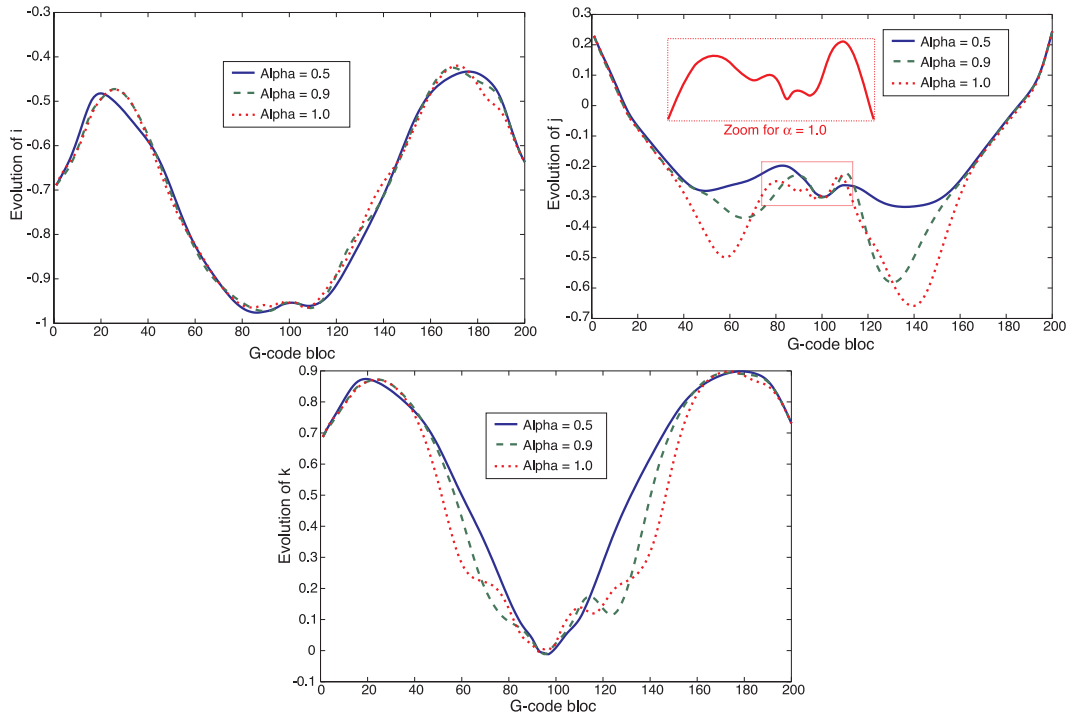 -0.3
-0.4
-0.5
-0.6
-0.7
-0.8
-0.9
-1
Evolution of i
Alpha = 0.5
Alpha = 0.9
Alpha = 1.0
0 20 40 60 80 100 120 140 160 180 200
G-code bloc
0.3
0.2
0.1
0
-0.1
-0.2
-0.3
-0.4
-0.5
-0.6
-0.7
Evolution of j
Zoom for α = 1.0
Alpha = 0.5
Alpha = 0.9
Alpha = 1.0
0 20 40 60 80 100 120 140 160 180 200
G-code bloc
0.9
0.8
0.7
0.6
0.5
0.4
0.3
0.2
0.1
0
-0.1
Evolution of k
Alpha = 0.5
Alpha = 0.9
Alpha = 1.0
0 20 40 60 80 100 120 140 160 180 200
G-code bloc